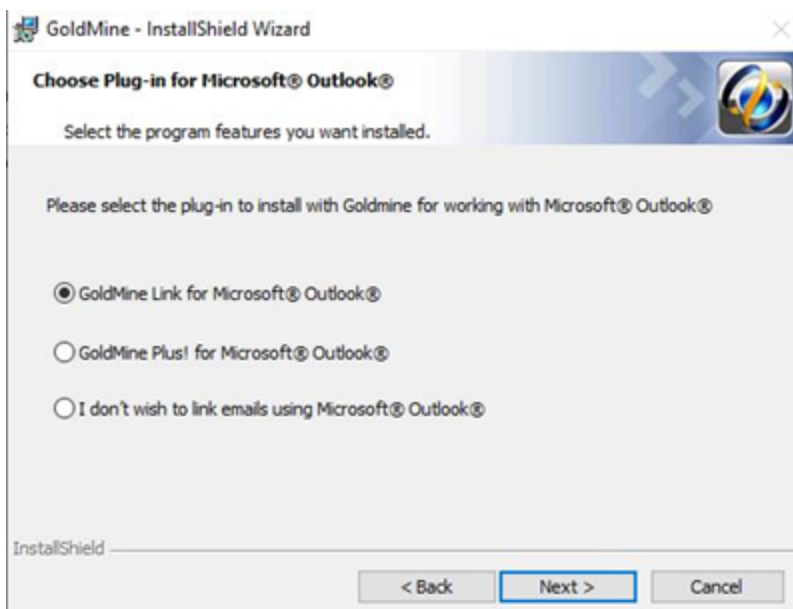 GoldMine - InstallShield Wizard
Choose Plug-in for Microsoft® Outlook®
Select the program features you want installed.
Please select the plug-in to install with Goldmine for working with Microsoft® Outlook®
GoldMine Link for Microsoft® Outlook®
GoldMine Plus! for Microsoft® Outlook®
I don't wish to link emails using Microsoft® Outlook®
InstallShield
< Back Next > Cancel